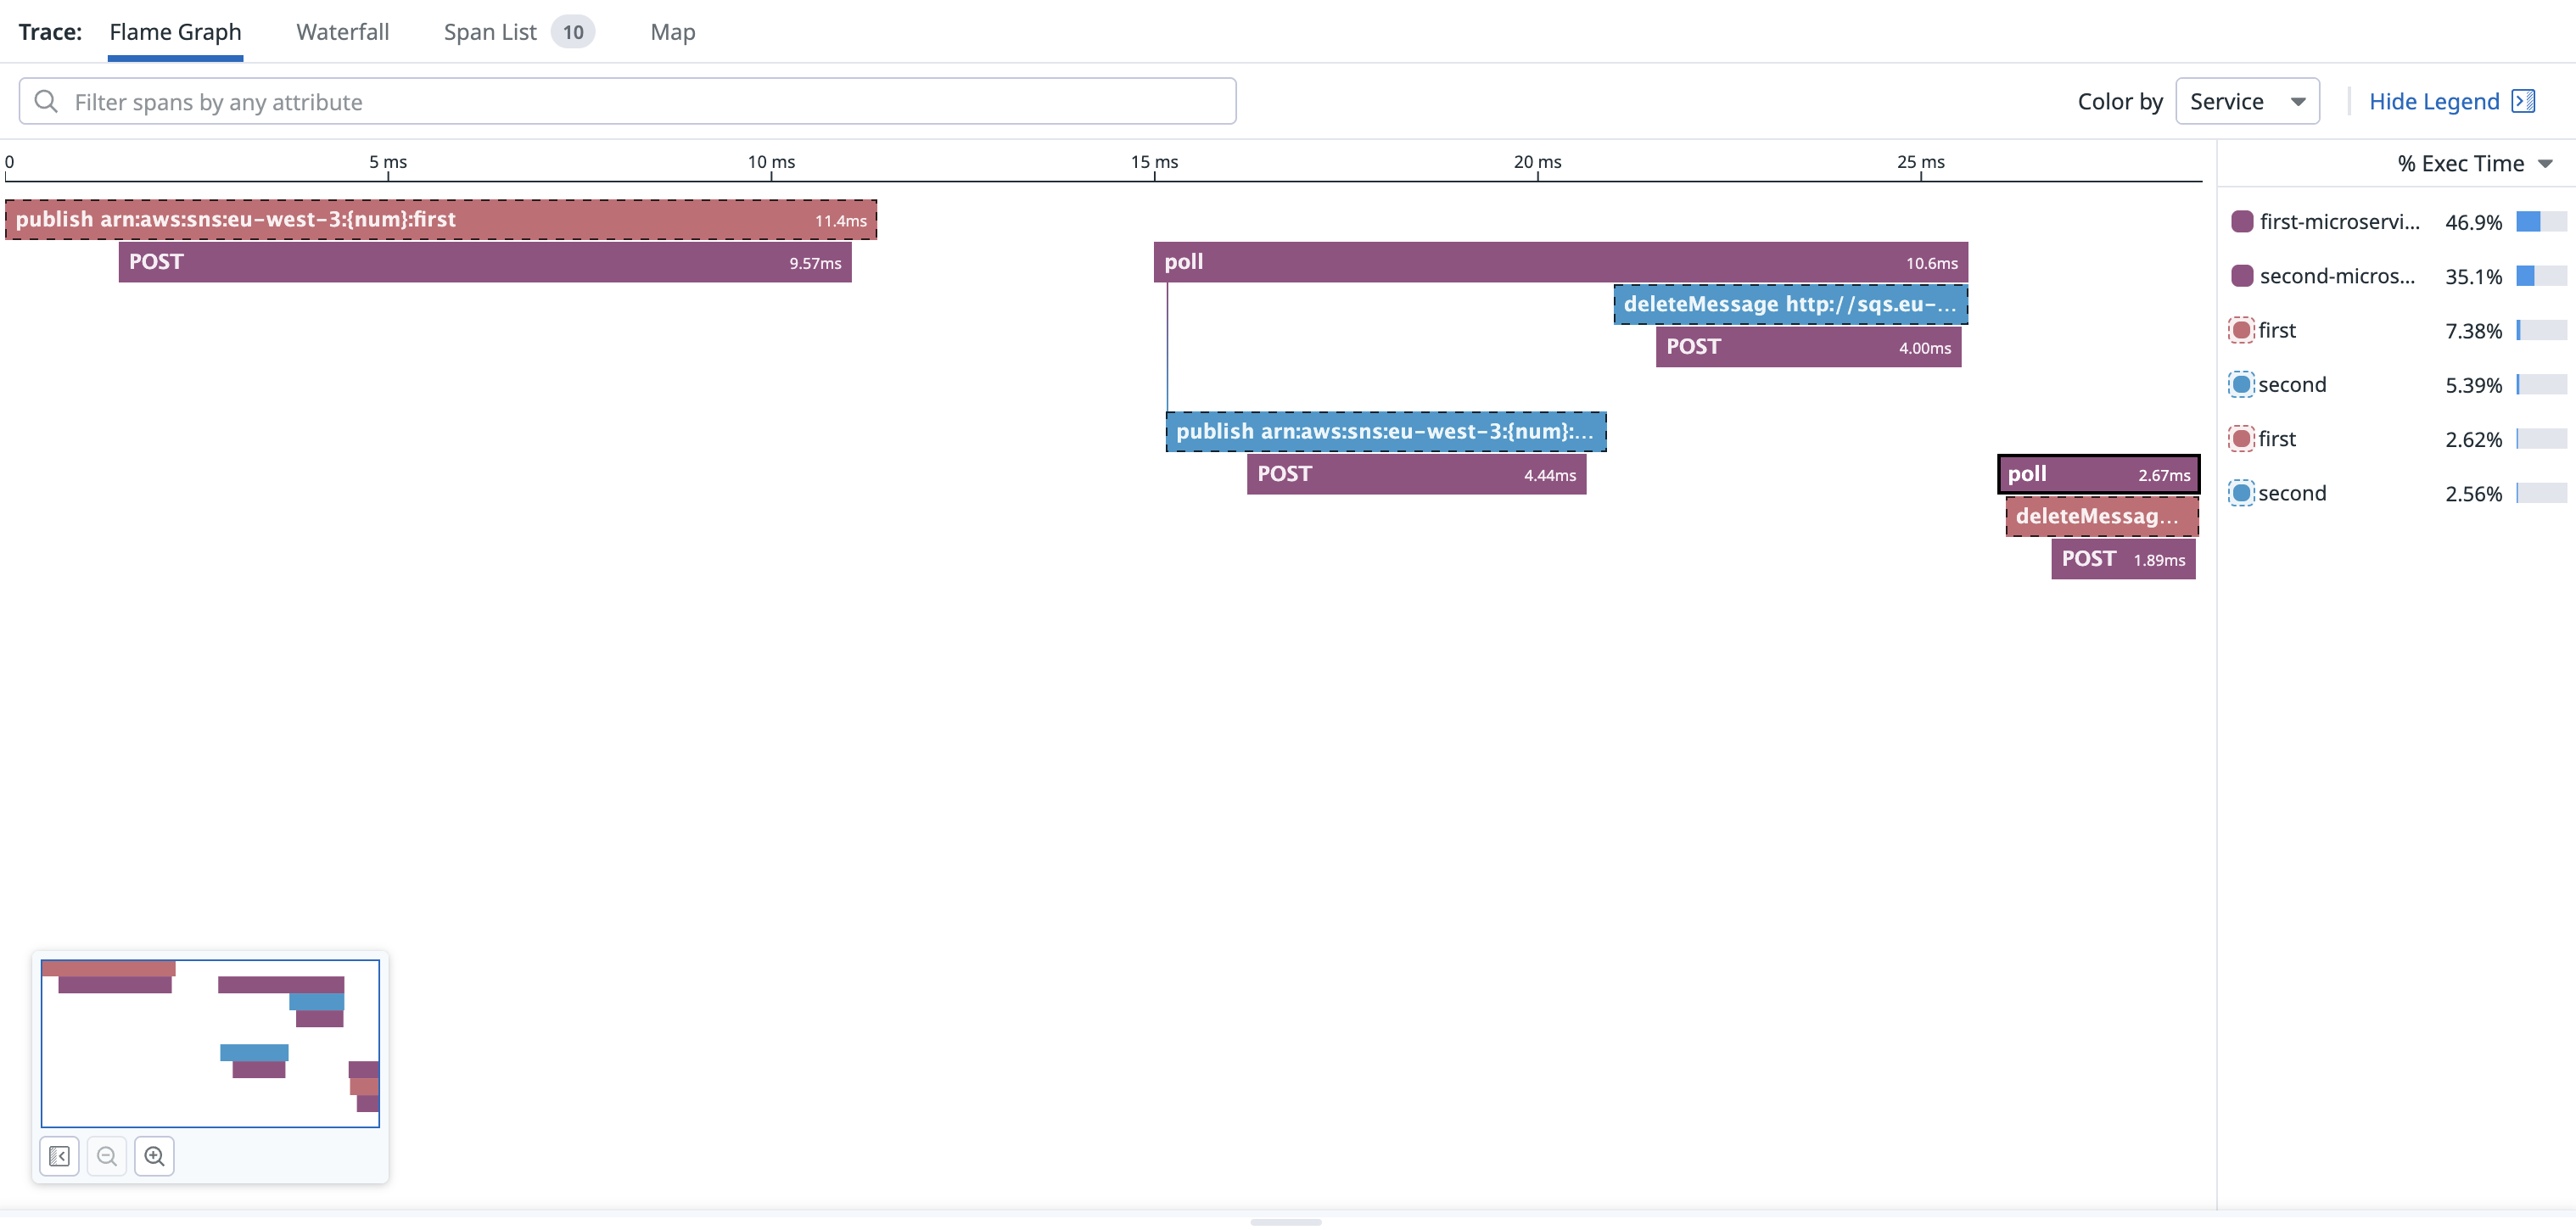 Trace: Flame Graph Waterfall Span List 10 Map
Filter spans by any attribute
Color by Service Hide Legend
0 5 ms 10 ms 15 ms 20 ms 25 ms
% Exec Time
publish arn:aws:sns:eu-west-3:{num}:first 11.4ms
POST 9.57ms
poll 10.6ms
deleteMessage http://sqs.eu-...
POST 4.00ms
publish arn:aws:sns:eu-west-3:{num}:...
POST 4.44ms
poll 2.67ms
deleteMessag...
POST 1.89ms
first-microservi... 46.9%
second-micros... 35.1%
first 7.38%
second 5.39%
first 2.62%
second 2.56%